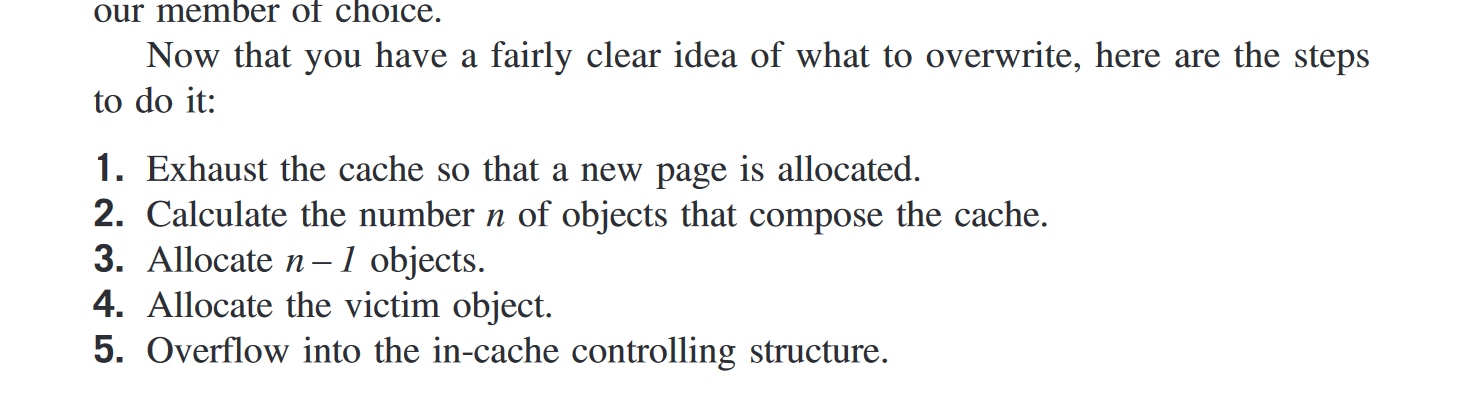 our member of choice.
Now that you have a fairly clear idea of what to overwrite, here are the steps
to do it:
1. Exhaust the cache so that a new page is allocated.
2. Calculate the number n of objects that compose the cache.
3. Allocate n – 1 objects.
4. Allocate the victim object.
5. Overflow into the in-cache controlling structure.